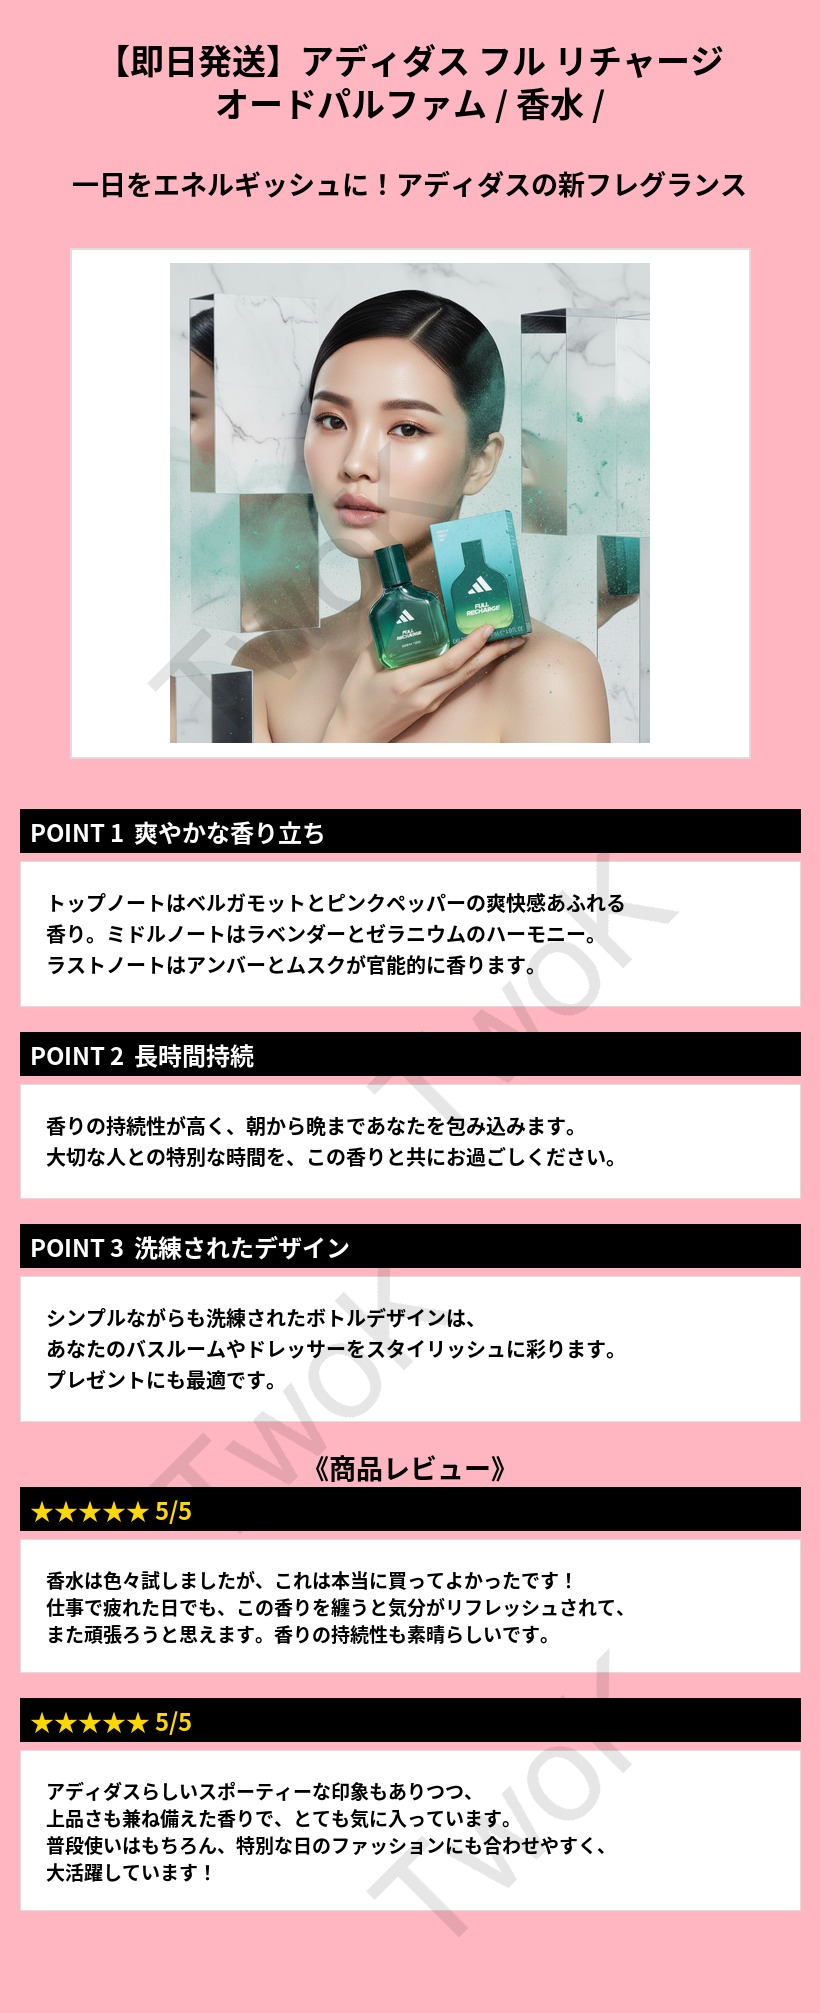 【即日発送】アディダス フル リチャージ
オードパルファム / 香水 /
一日をエネルギッシュに！アディダスの新フレグランス
FULL
RECHARGE
FULL
RECHARGE
TwoK
POINT 1 爽やかな香り立ち
トップノートはベルガモットとピンクペッパーの爽快感あふれる
香り。ミドルノートはラベンダーとゼラニウムのハーモニー。
ラストノートはアンバーとムスクが官能的に香ります。
TwoK
POINT 2 長時間持続
香りの持続性が高く、朝から晩まであなたを包み込みます。
大切な人との特別な時間を、この香りと共にお過ごしください。
POINT 3 洗練されたデザイン
シンプルながらも洗練されたボトルデザインは、
あなたのバスルームやドレッサーをスタイリッシュに彩ります。
プレゼントにも最適です。
TwoK
《商品レビュー》
★★★★★ 5/5
香水は色々試しましたが、これは本当に買ってよかったです！
仕事で疲れた日でも、この香りを纏うと気分がリフレッシュされて、
また頑張ろうと思えます。香りの持続性も素晴らしいです。
★★★★★ 5/5
アディダスらしいスポーティーな印象もありつつ、
上品さも兼ね備えた香りで、とても気に入っています。
普段使いはもちろん、特別な日のファッションにも合わせやすく、
大活躍しています！
TwoK